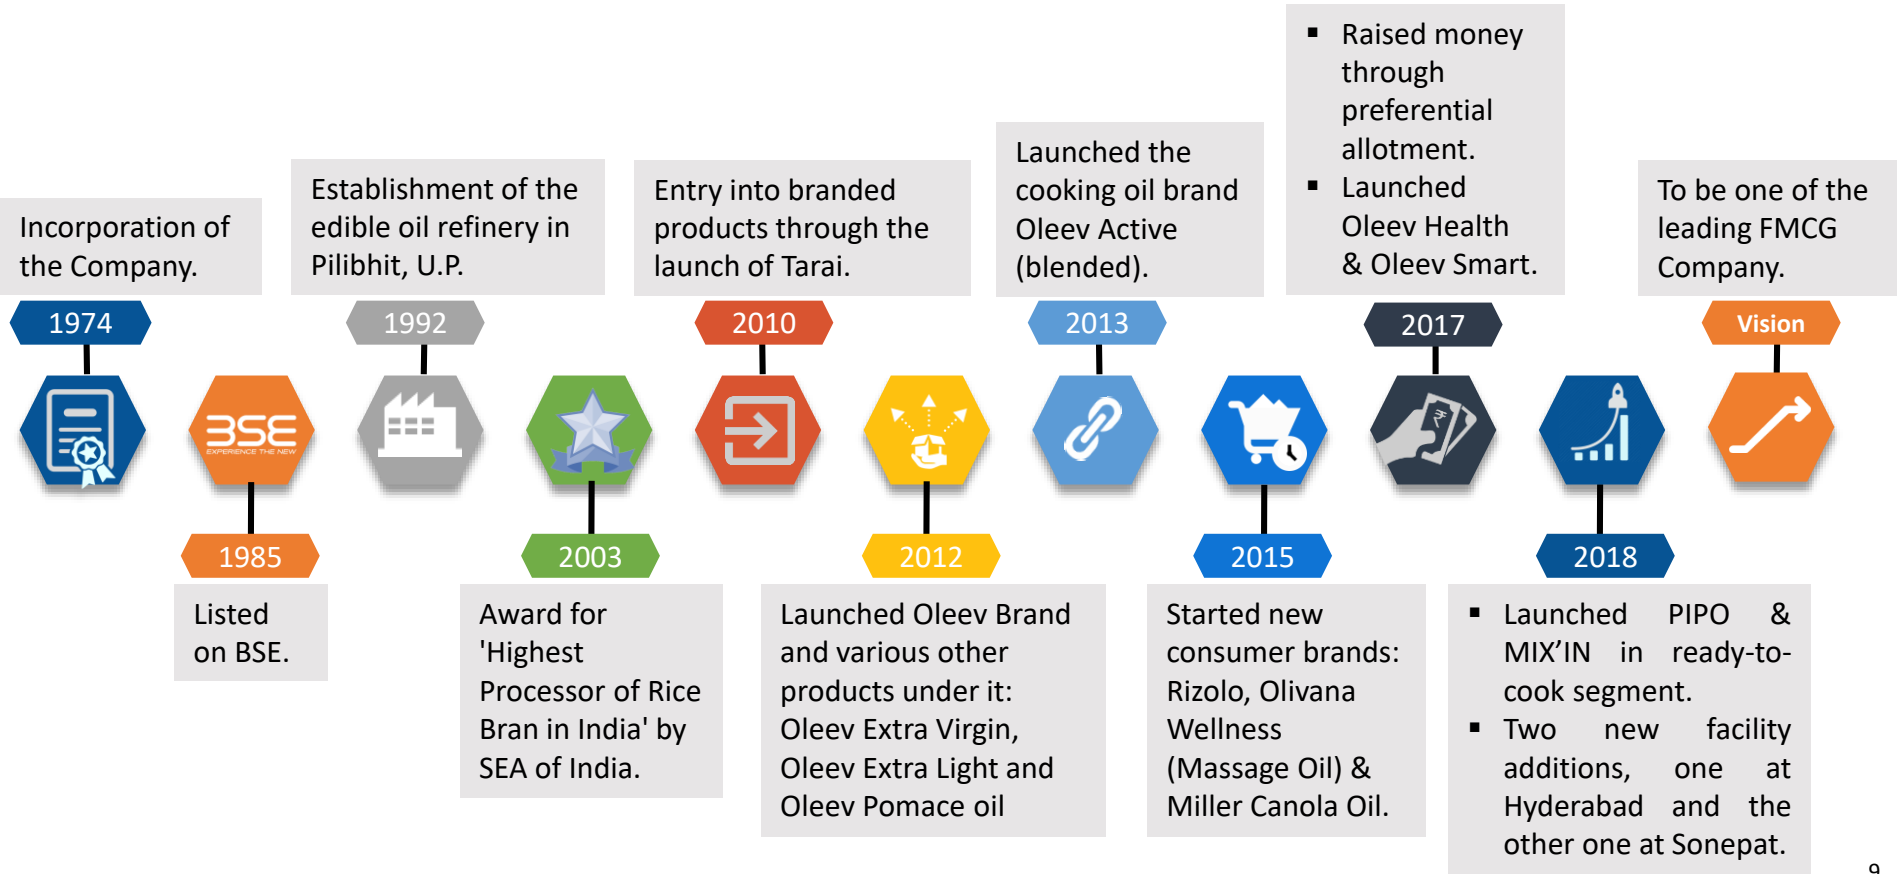 Incorporation of
the Company.
1974
BSE
EXPERIENCE THE NEW
1985
Listed
on BSE.
Establishment of the
edible oil refinery in
Pilibhit, U.P.
1992
2003
Award for
'Highest
Processor of Rice
Bran in India' by
SEA of India.
Entry into branded
products through the
launch of Tarai.
2010
2012
Launched Oleev Brand
and various other
products under it:
Oleev Extra Virgin,
Oleev Extra Light and
Oleev Pomace oil
Launched the
cooking oil brand
Oleev Active
(blended).
2013
2015
Started new
consumer brands:
Rizolo, Olivana
Wellness
(Massage Oil) &
Miller Canola Oil.
▪ Raised money
through
preferential
allotment.
▪ Launched
Oleev Health
& Oleev Smart.
2017
₹
2018
▪ Launched PIPO &
MIX’IN in ready-to-
cook segment.
▪ Two new facility
additions, one at
Hyderabad and the
other one at Sonepat.
To be one of the
leading FMCG
Company.
Vision
9